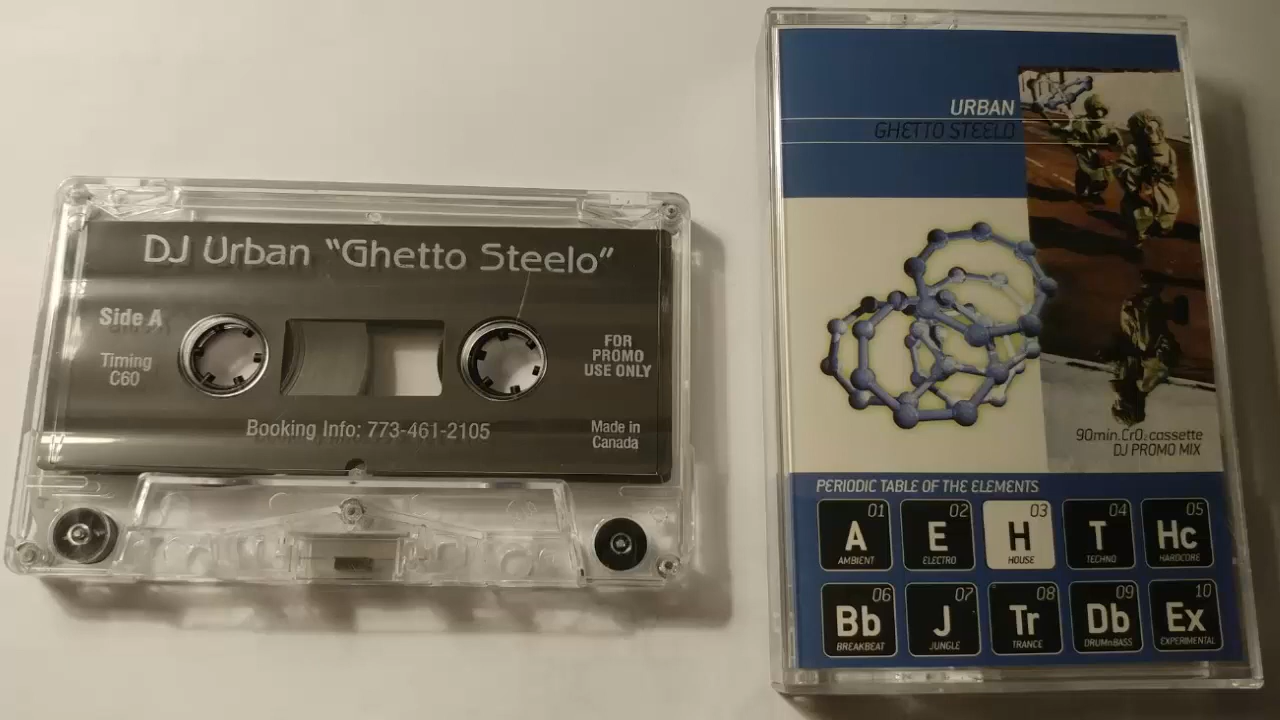 DJ Urban "Ghetto Steelo"
Side A
Timing
C60
FOR
PROMO
USE ONLY
Booking Info: 773-461-2105
Made in
Canada
URBAN
GHETTO STEELO
90min.CrO₂ cassette
DJ PROMO MIX
PERIODIC TABLE OF THE ELEMENTS
01
A
AMBIENT
02
E
ELECTRO
03
H
HOUSE
04
T
TECHNO
05
Hc
HARDCORE
06
Bb
BREAKBEAT
07
J
JUNGLE
08
Tr
TRANCE
09
Db
DRUMnBASS
10
Ex
EXPERIMENTAL